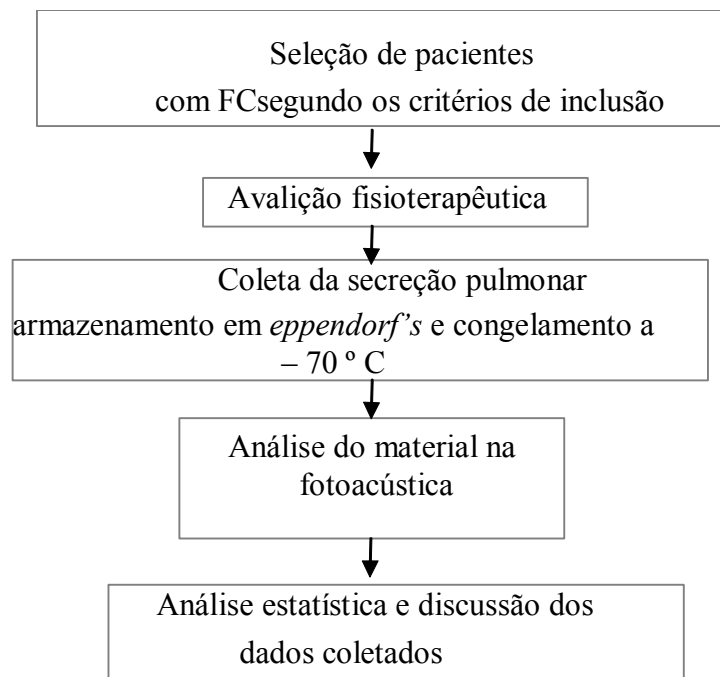 Seleção de pacientes
com FCsegundo os critérios de inclusão
Avalição fisioterapêutica
Coleta da secreção pulmonar
armazenamento em eppendorf’s e congelamento a
– 70 º C
Análise do material na
fotoacústica
Análise estatística e discussão dos
dados coletados